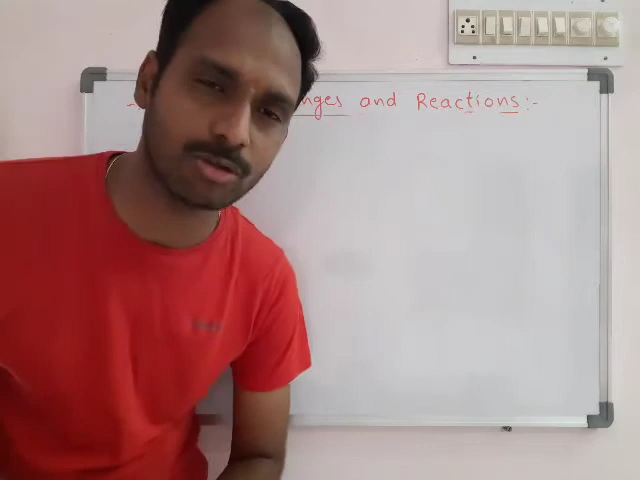 nges and Reactions :-